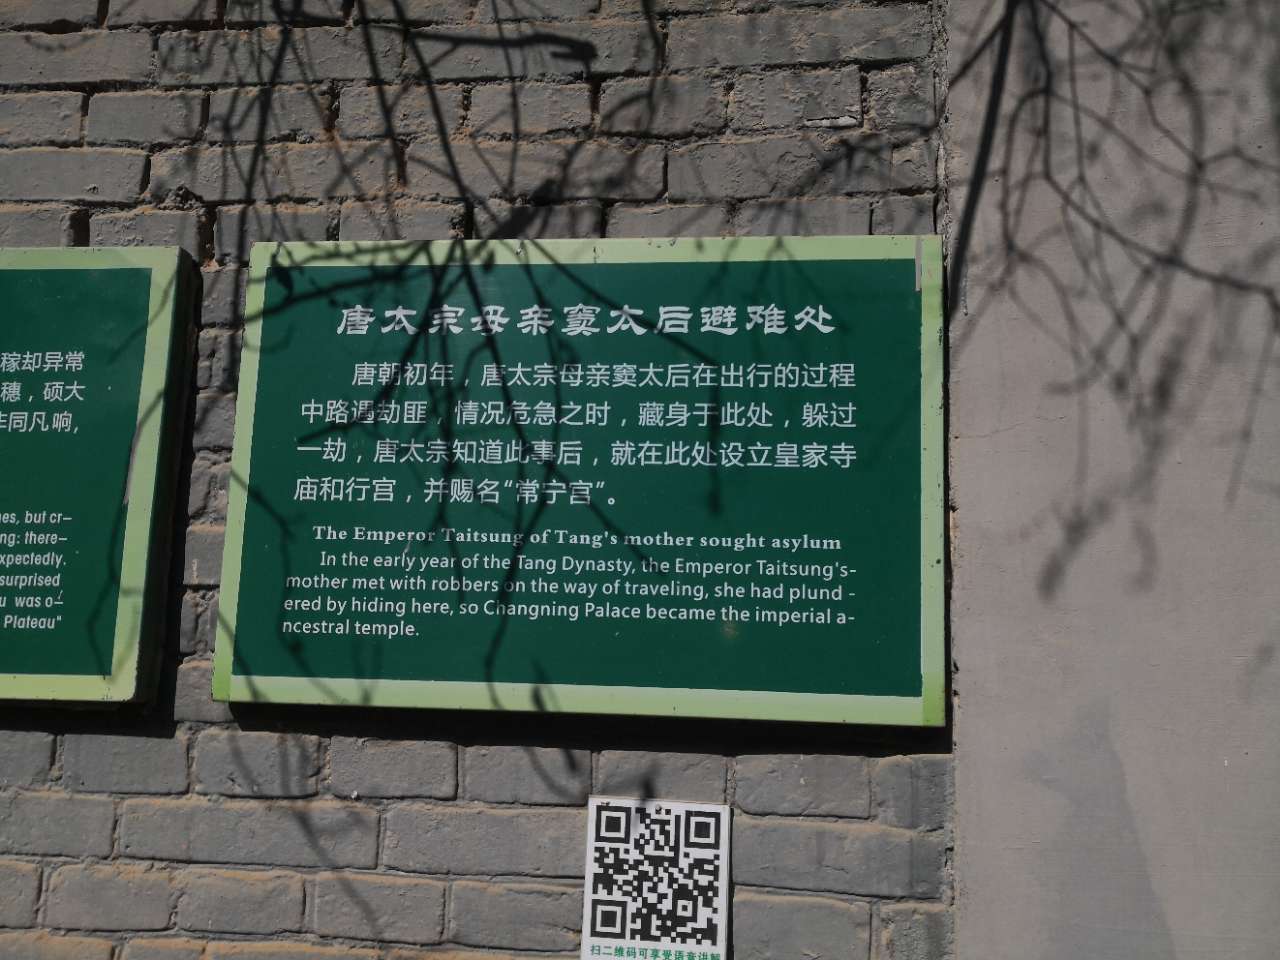 稼却异常
穗，硕大
同凡响，
es, but cr-
ng: there-
xpectedly.
surprised
u was o-
Plateau"
唐太宗母亲窦太后避难处
唐朝初年，唐太宗母亲窦太后在出行的过程
中路遇劫匪，情况危急之时，藏身于此处，躲过
一劫，唐太宗知道此事后，就在此处设立皇家寺
庙和行宫，并赐名“常宁宫”。
The Emperor Taitsung of Tang's mother sought asylum
In the early year of the Tang Dynasty, the Emperor Taitsung's-
mother met with robbers on the way of traveling, she had plund -
ered by hiding here, so Changning Palace became the imperial a-
ncestral temple.
扫二维码可享受语音讲解